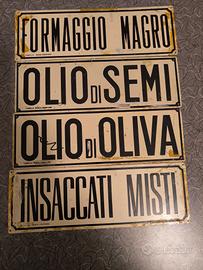 FORMAGGIO MAGRO
OLIO DI SEMI
OLIO DI OLIVA
INSACCATI MISTI